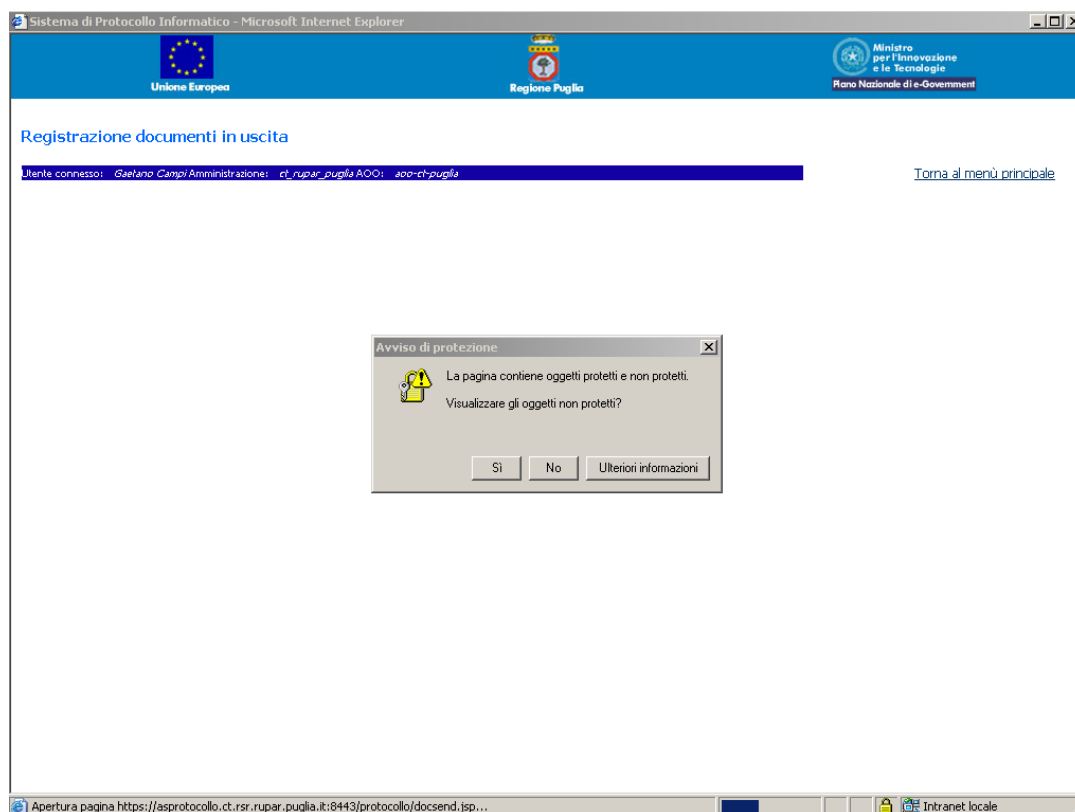 Sistema di Protocollo Informatico - Microsoft Internet Explorer
Unione Europea
Regione Puglia
Ministro
per l'Innovazione
e le Tecnologie
Piano Nazionale di e-Government
Registrazione documenti in uscita
Utente connesso: Gaetano Campi Amministrazione: ct_rupar_puglia AOO: aoo-ct-puglia
Torna al menù principale
Avviso di protezione
La pagina contiene oggetti protetti e non protetti.
Visualizzare gli oggetti non protetti?
Sì No Ulteriori informazioni
Apertura pagina https://asprotocollo.ct.rsr.rupar.puglia.it:8443/protocollo/docsend.jsp... Intranet locale